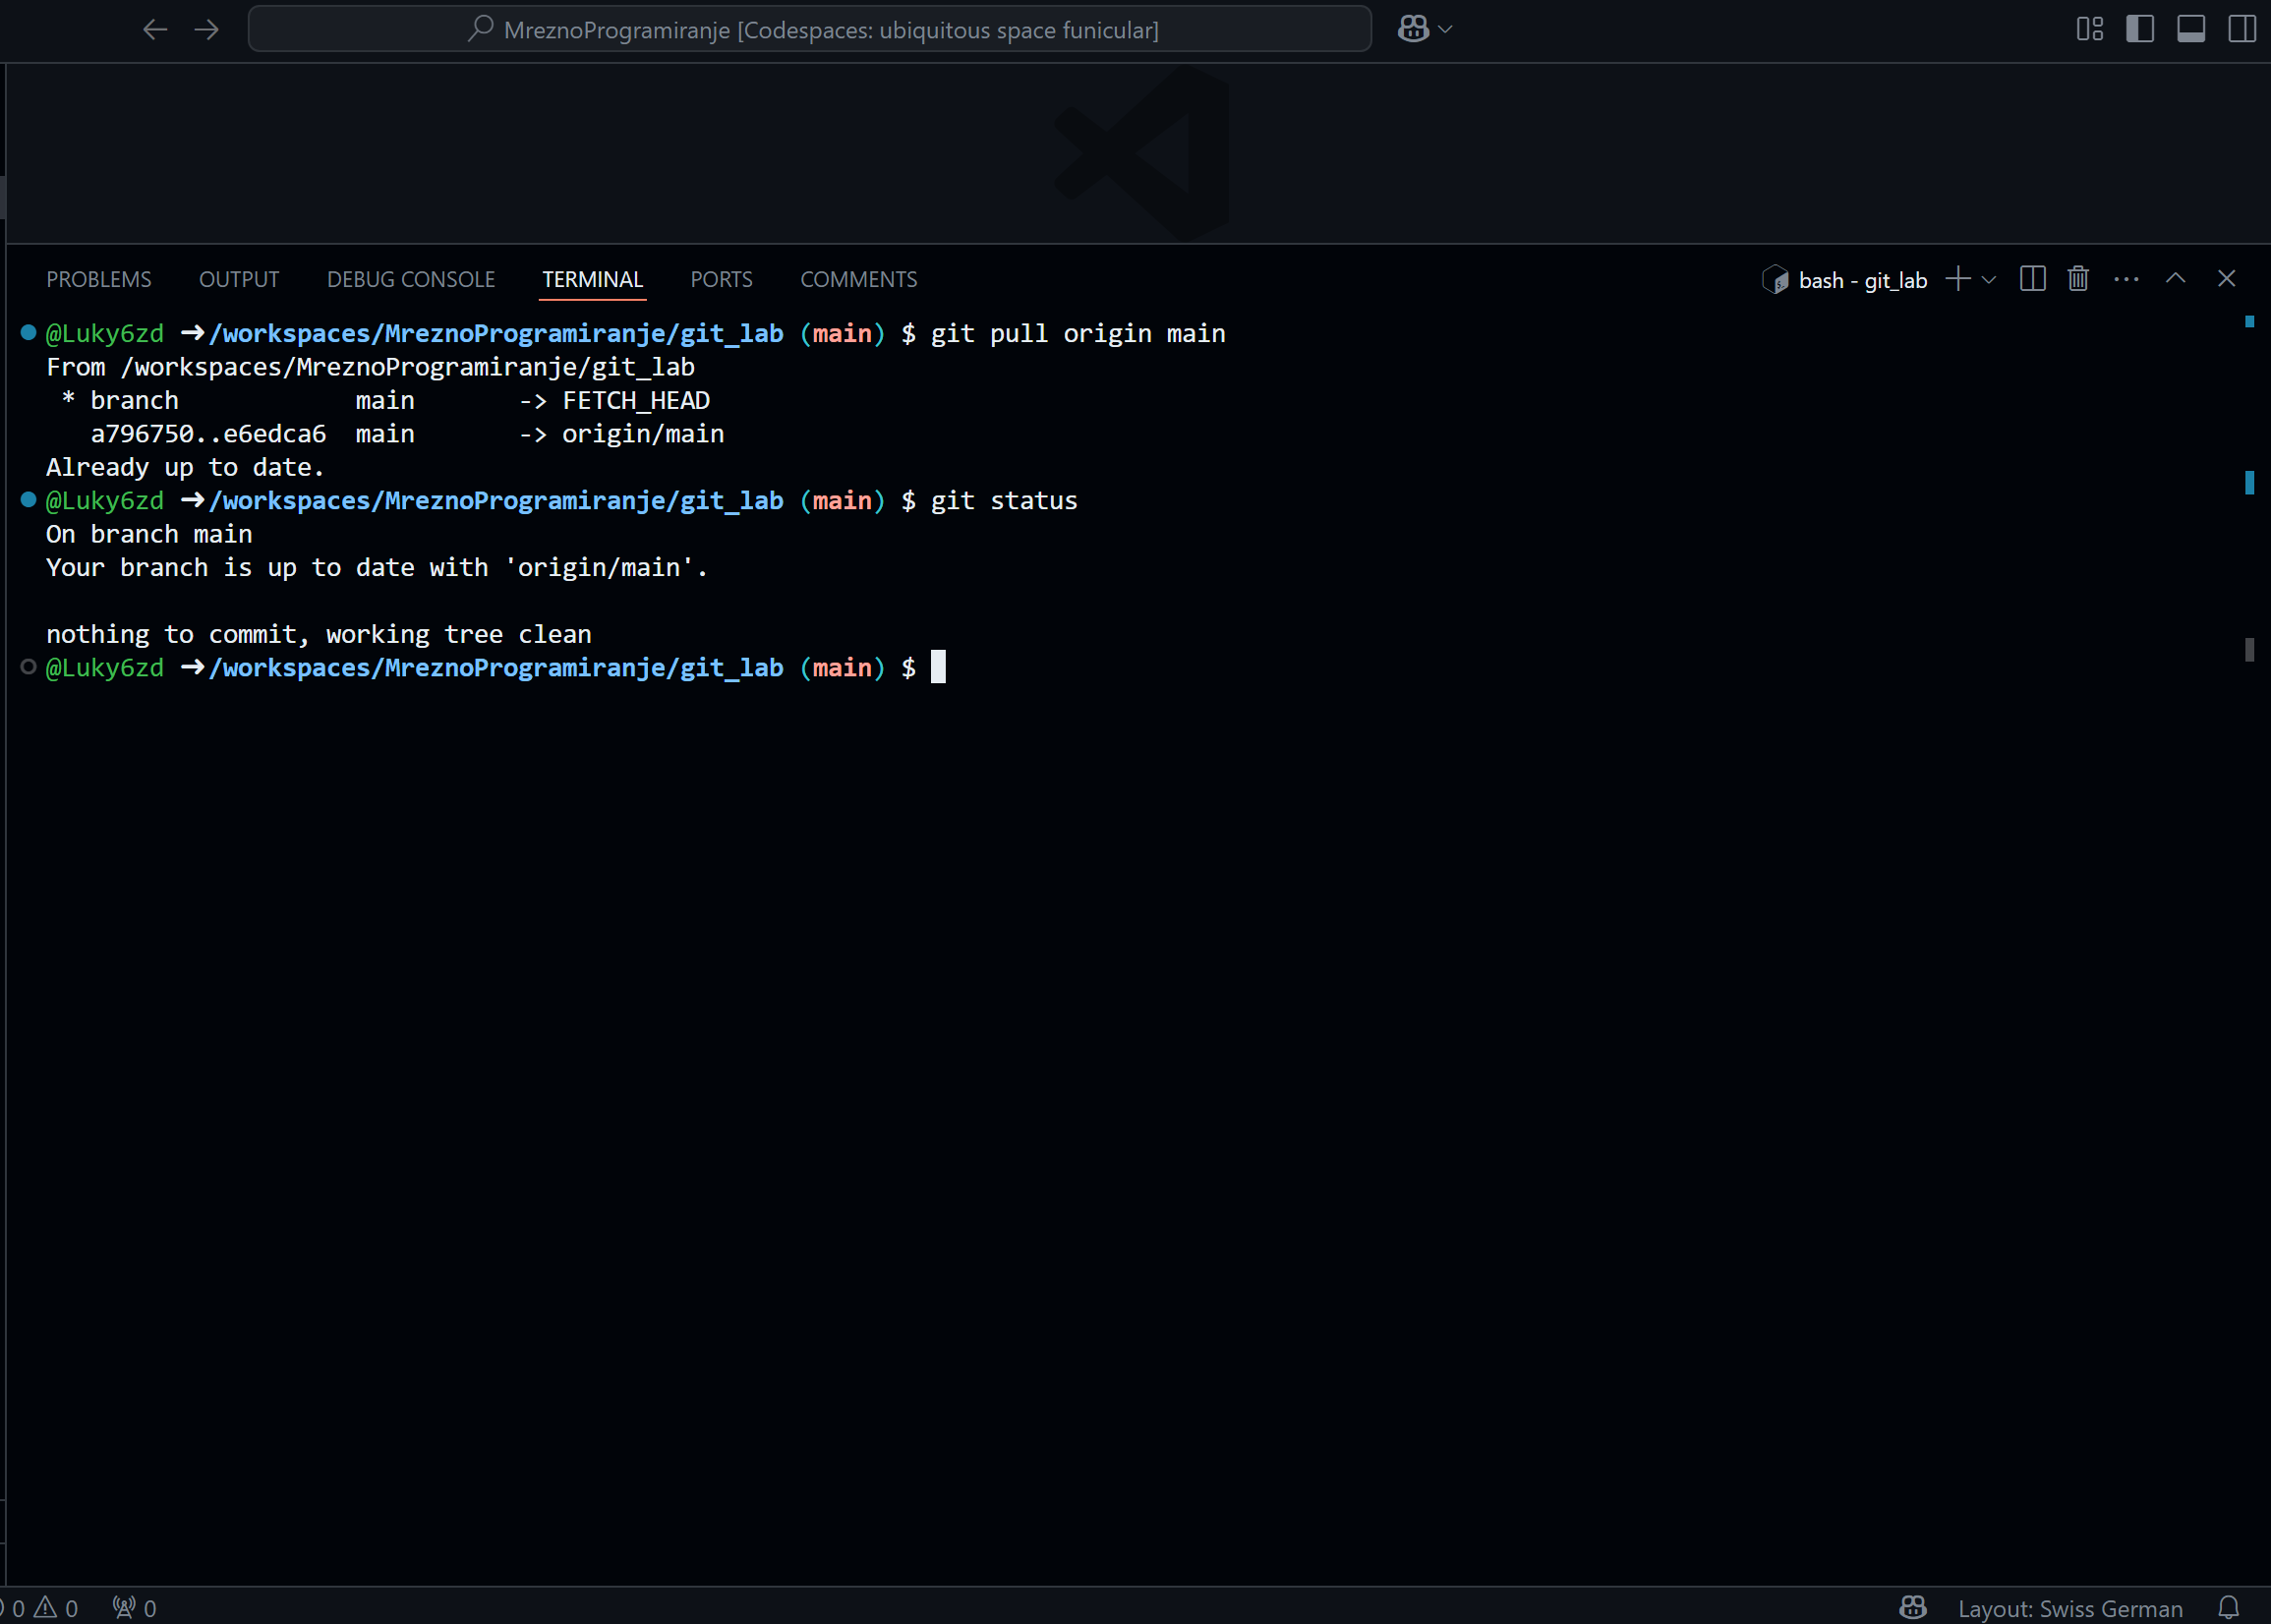 MreznoProgramiranje [Codespaces: ubiquitous space funicular]
PROBLEMS OUTPUT DEBUG CONSOLE TERMINAL PORTS COMMENTS bash - git_lab
@Luky6zd ➜/workspaces/MreznoProgramiranje/git_lab (main) $ git pull origin main
From /workspaces/MreznoProgramiranje/git_lab
 * branch            main       -> FETCH_HEAD
   a796750..e6edca6  main       -> origin/main
Already up to date.
@Luky6zd ➜/workspaces/MreznoProgramiranje/git_lab (main) $ git status
On branch main
Your branch is up to date with 'origin/main'.
nothing to commit, working tree clean
@Luky6zd ➜/workspaces/MreznoProgramiranje/git_lab (main) $
0 0 0 Layout: Swiss German